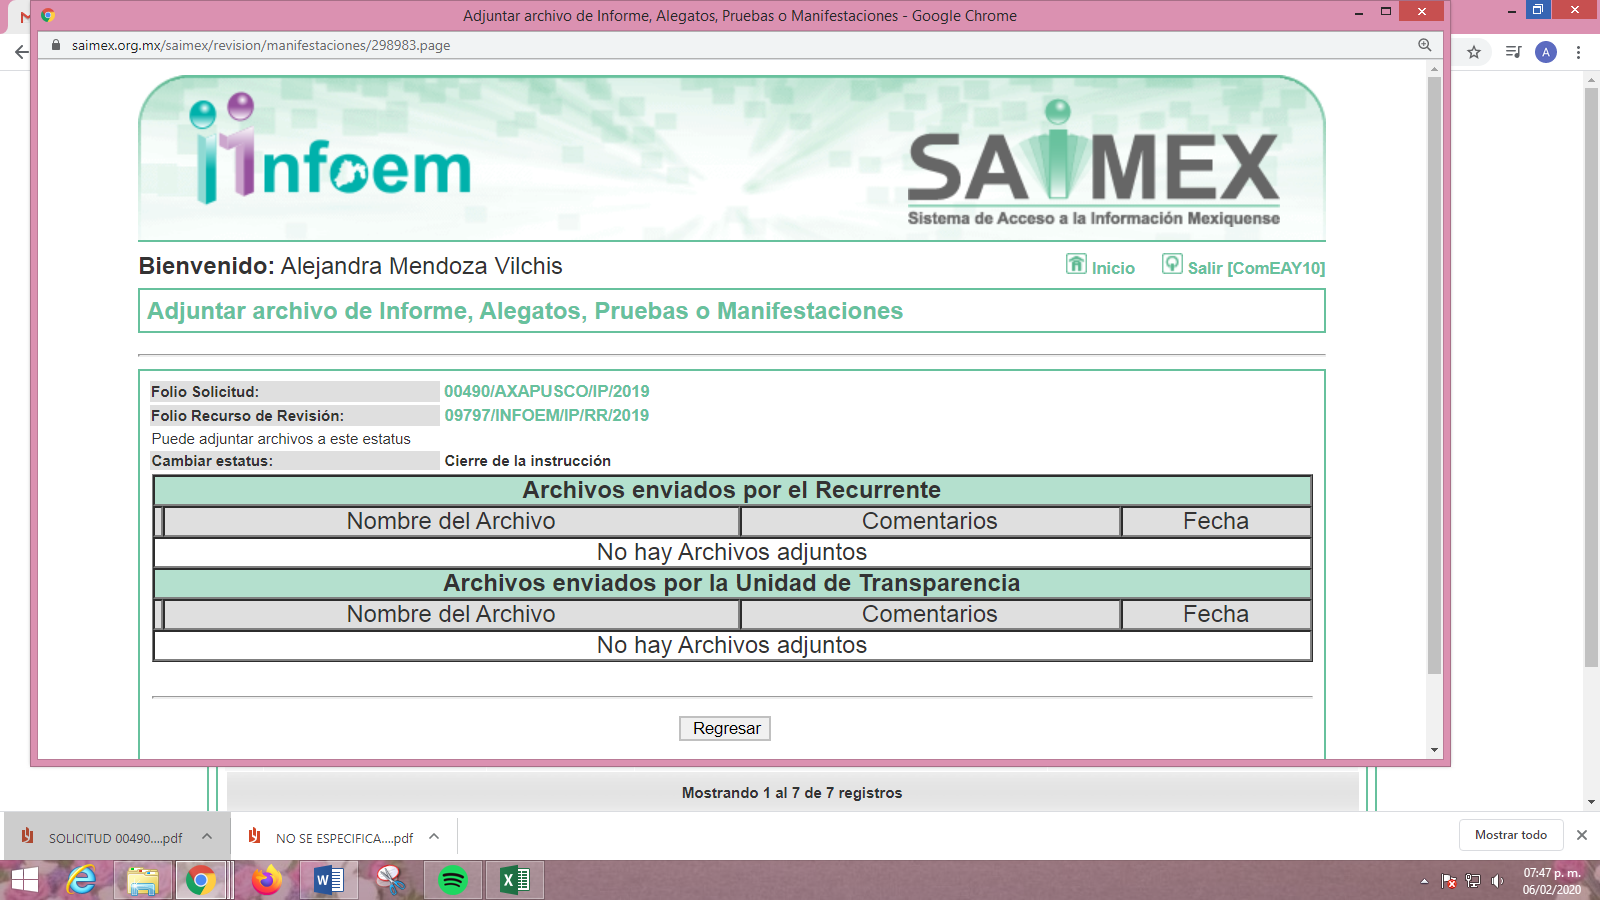 Adjuntar archivo de Informe, Alegatos, Pruebas o Manifestaciones - Google Chrome
saimex.org.mx/saimex/revision/manifestaciones/298983.page
infoem
SAIMEX
Sistema de Acceso a la Información Mexiquense
Bienvenido: Alejandra Mendoza Vilchis
Inicio
Salir [ComEAY10]
Adjuntar archivo de Informe, Alegatos, Pruebas o Manifestaciones
Folio Solicitud: 00490/AXAPUSCO/IP/2019
Folio Recurso de Revisión: 09797/INFOEM/IP/RR/2019
Puede adjuntar archivos a este estatus
Cambiar estatus: Cierre de la instrucción
Archivos enviados por el Recurrente
Nombre del Archivo Comentarios Fecha
No hay Archivos adjuntos
Archivos enviados por la Unidad de Transparencia
Nombre del Archivo Comentarios Fecha
No hay Archivos adjuntos
Regresar
Mostrando 1 al 7 de 7 registros
SOLICITUD 00490....pdf
NO SE ESPECIFICA....pdf
Mostrar todo
A
07:47 p. m.
06/02/2020